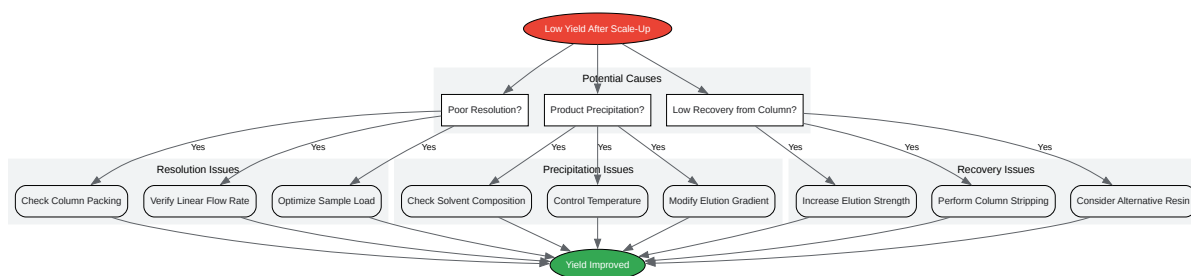 Low Yield After Scale-Up
Potential Causes
Poor Resolution?
Product Precipitation?
Low Recovery from Column?
Yes
Yes
Yes
Yes
Yes
Yes
Yes
Yes
Yes
Resolution Issues
Precipitation Issues
Recovery Issues
Check Column Packing
Verify Linear Flow Rate
Optimize Sample Load
Check Solvent Composition
Control Temperature
Modify Elution Gradient
Increase Elution Strength
Perform Column Stripping
Consider Alternative Resin
Yield Improved